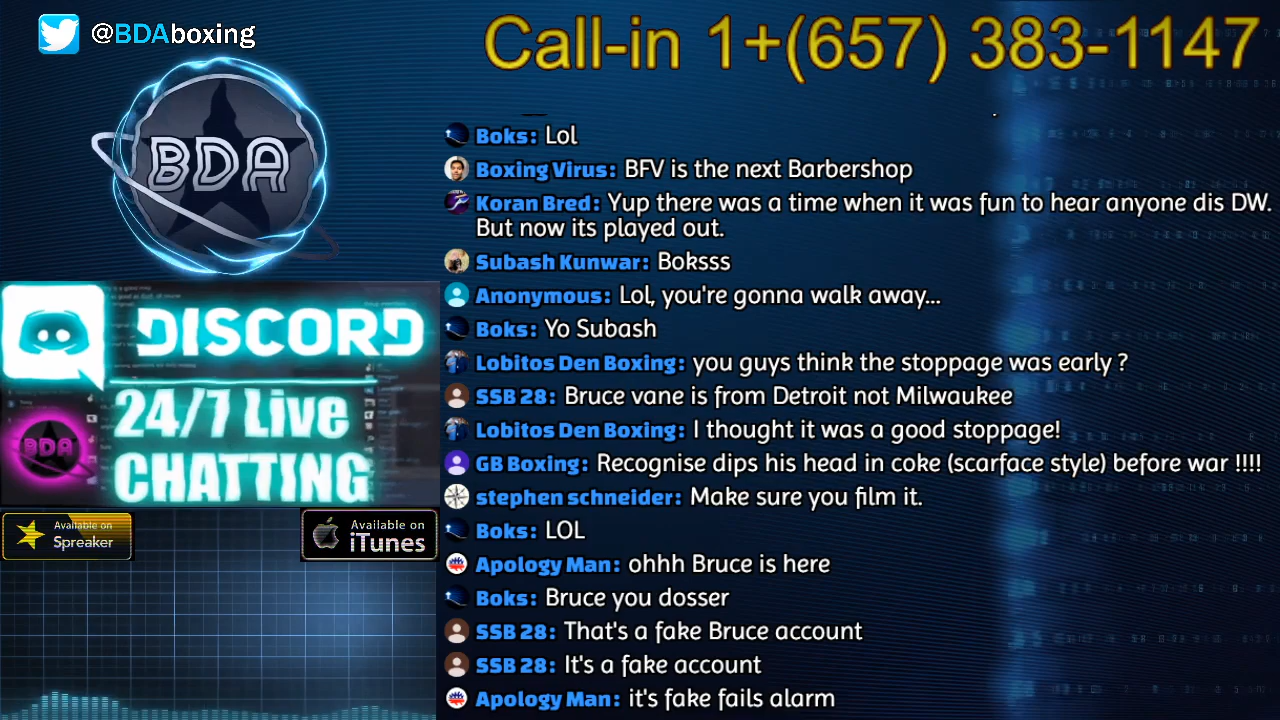 @BDAboxing
Call-in 1+(657) 383-1147
BDA
Boks: Lol
Boxing Virus: BFV is the next Barbershop
Koran Bred: Yup there was a time when it was fun to hear anyone dis DW.
But now its played out.
Subash Kunwar: Boksss
Anonymous: Lol, you're gonna walk away...
Boks: Yo Subash
Lobitos Den Boxing: you guys think the stoppage was early ?
SSB 28: Bruce vane is from Detroit not Milwaukee
Lobitos Den Boxing: I thought it was a good stoppage!
GB Boxing: Recognise dips his head in coke (scarface style) before war !!!!
stephen schneider: Make sure you film it.
Boks: LOL
Apology Man: ohhh Bruce is here
Boks: Bruce you dosser
SSB 28: That's a fake Bruce account
SSB 28: It's a fake account
Apology Man: it's fake fails alarm
DISCORD
24/7 Live
CHATTING
BDA
Available on
Spreaker
Available on
iTunes